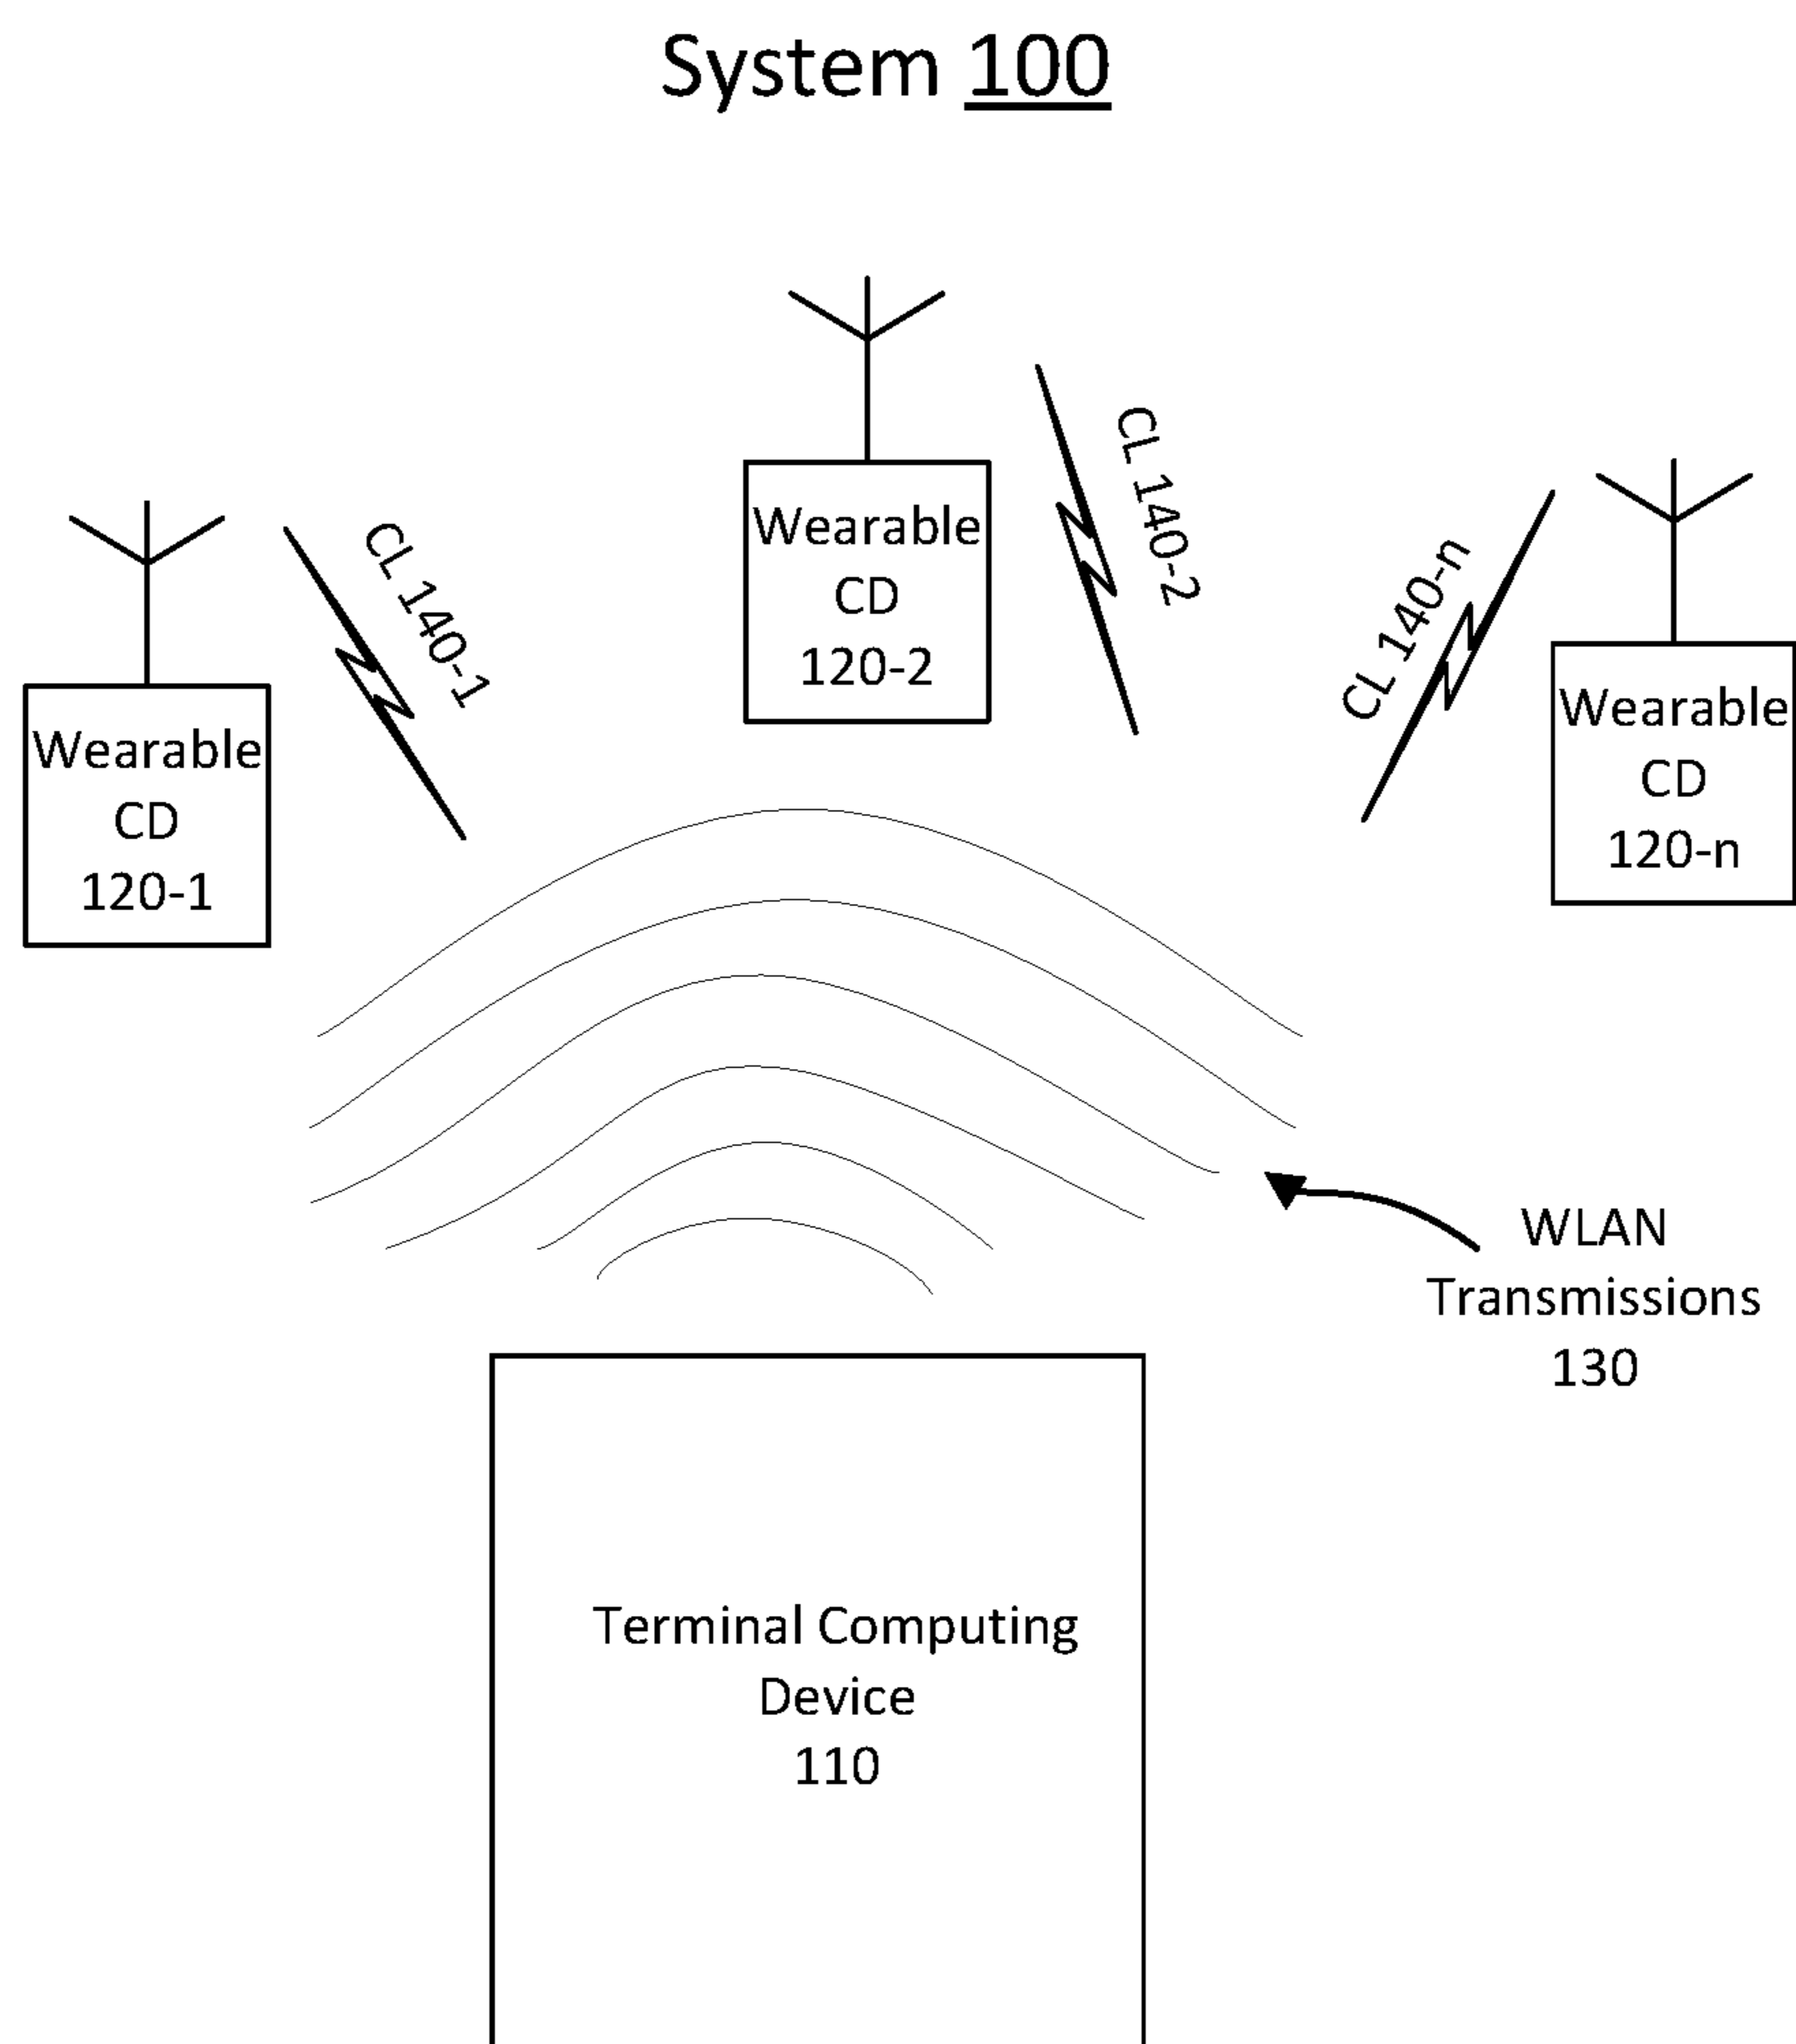 System 100
CL 140-1
CL 140-2
CL 140-n
Wearable
CD
120-1
Wearable
CD
120-2
Wearable
CD
120-n
WLAN
Transmissions
130
Terminal Computing
Device
110